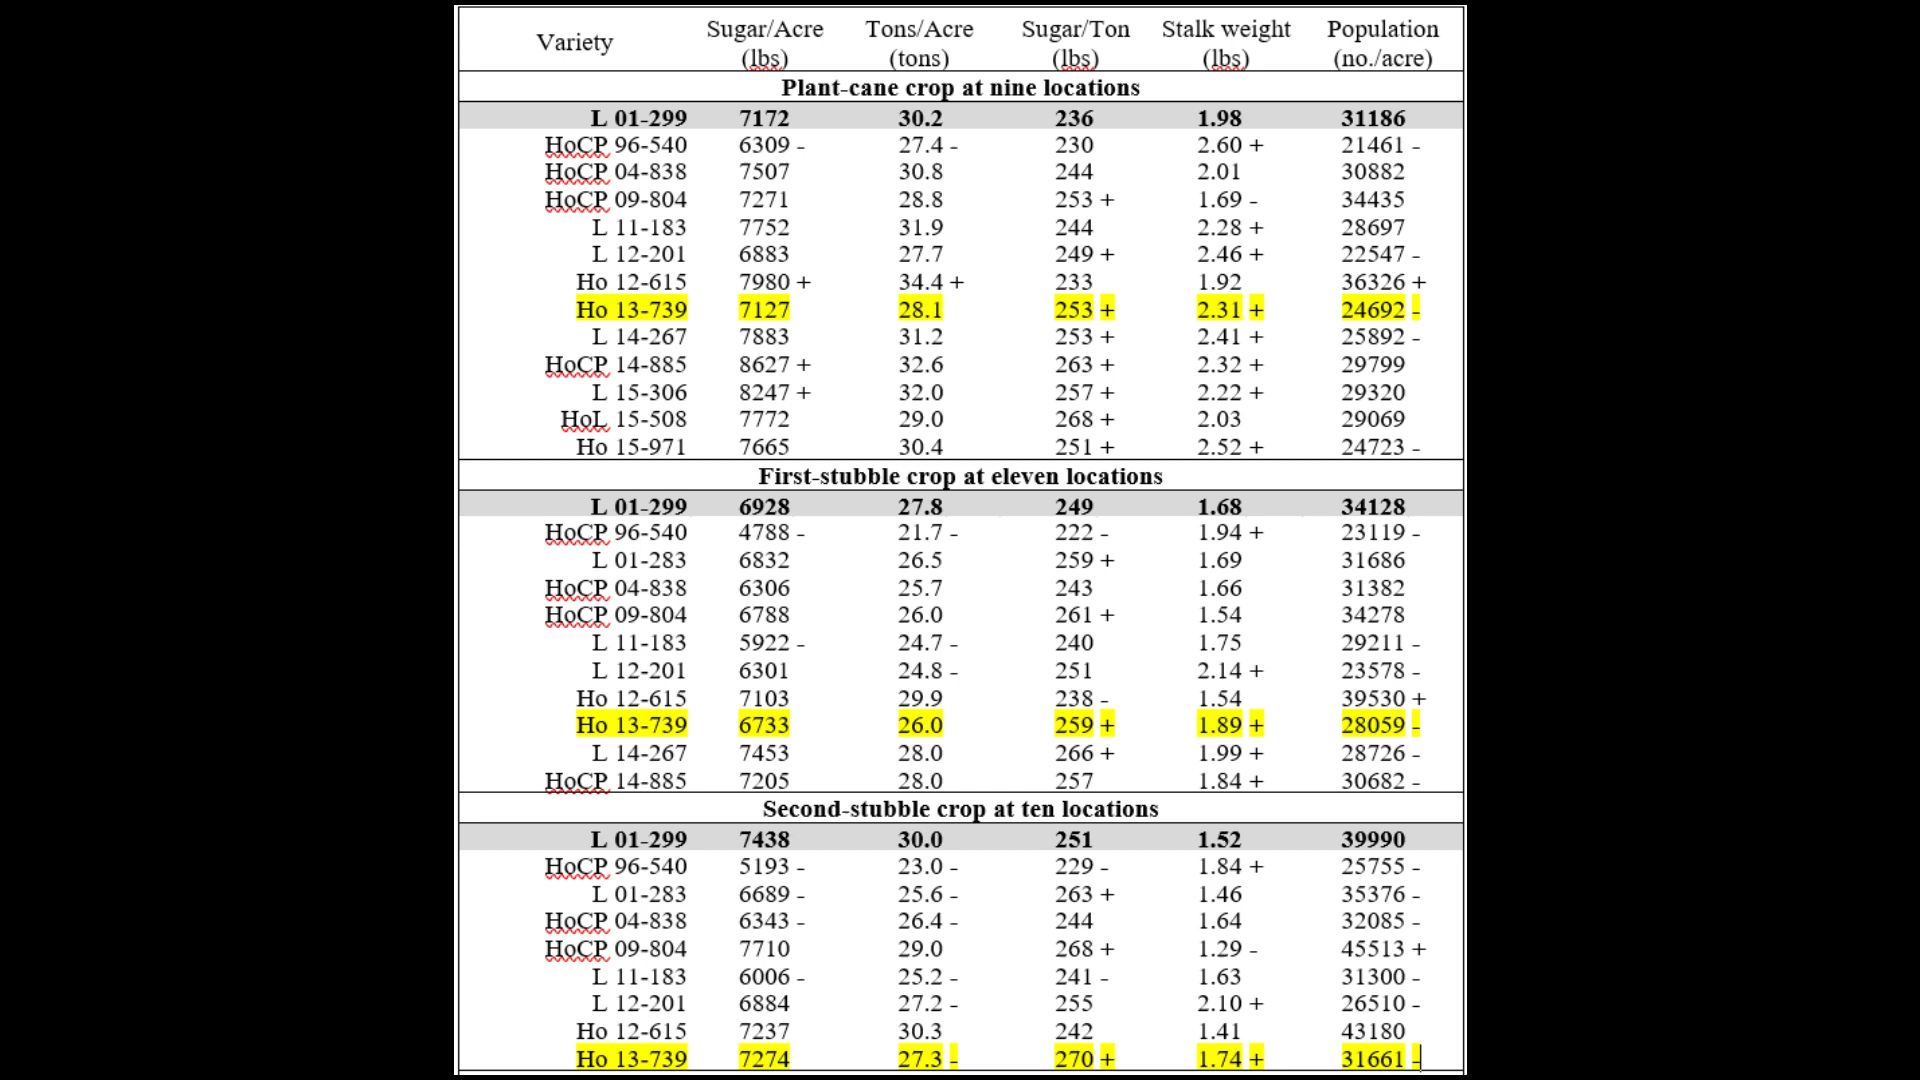 Variety Sugar/Acre (lbs) Tons/Acre (tons) Sugar/Ton (lbs) Stalk weight (lbs) Population (no./acre)
Plant-cane crop at nine locations
L 01-299 7172 30.2 236 1.98 31186
HoCP 96-540 6309 - 27.4 - 230 2.60 + 21461 -
HoCP 04-838 7507 30.8 244 2.01 30882
HoCP 09-804 7271 28.8 253 + 1.69 - 34435
L 11-183 7752 31.9 244 2.28 + 28697
L 12-201 6883 27.7 249 + 2.46 + 22547 -
Ho 12-615 7980 + 34.4 + 233 1.92 36326 +
Ho 13-739 7127 28.1 253 + 2.31 + 24692 -
L 14-267 7883 31.2 253 + 2.41 + 25892 -
HoCP 14-885 8627 + 32.6 263 + 2.32 + 29799
L 15-306 8247 + 32.0 257 + 2.22 + 29320
HoL 15-508 7772 29.0 268 + 2.03 29069
Ho 15-971 7665 30.4 251 + 2.52 + 24723 -
First-stubble crop at eleven locations
L 01-299 6928 27.8 249 1.68 34128
HoCP 96-540 4788 - 21.7 - 222 - 1.94 + 23119 -
L 01-283 6832 26.5 259 + 1.69 31686
HoCP 04-838 6306 25.7 243 1.66 31382
HoCP 09-804 6788 26.0 261 + 1.54 34278
L 11-183 5922 - 24.7 - 240 1.75 29211 -
L 12-201 6301 24.8 - 251 2.14 + 23578 -
Ho 12-615 7103 29.9 238 - 1.54 39530 +
Ho 13-739 6733 26.0 259 + 1.89 + 28059 -
L 14-267 7453 28.0 266 + 1.99 + 28726 -
HoCP 14-885 7205 28.0 257 1.84 + 30682 -
Second-stubble crop at ten locations
L 01-299 7438 30.0 251 1.52 39990
HoCP 96-540 5193 - 23.0 - 229 - 1.84 + 25755 -
L 01-283 6689 - 25.6 - 263 + 1.46 35376 -
HoCP 04-838 6343 - 26.4 - 244 1.64 32085 -
HoCP 09-804 7710 29.0 268 + 1.29 - 45513 +
L 11-183 6006 - 25.2 - 241 - 1.63 31300 -
L 12-201 6884 27.2 - 255 2.10 + 26510 -
Ho 12-615 7237 30.3 242 1.41 43180
Ho 13-739 7274 27.3 - 270 + 1.74 + 31661 -